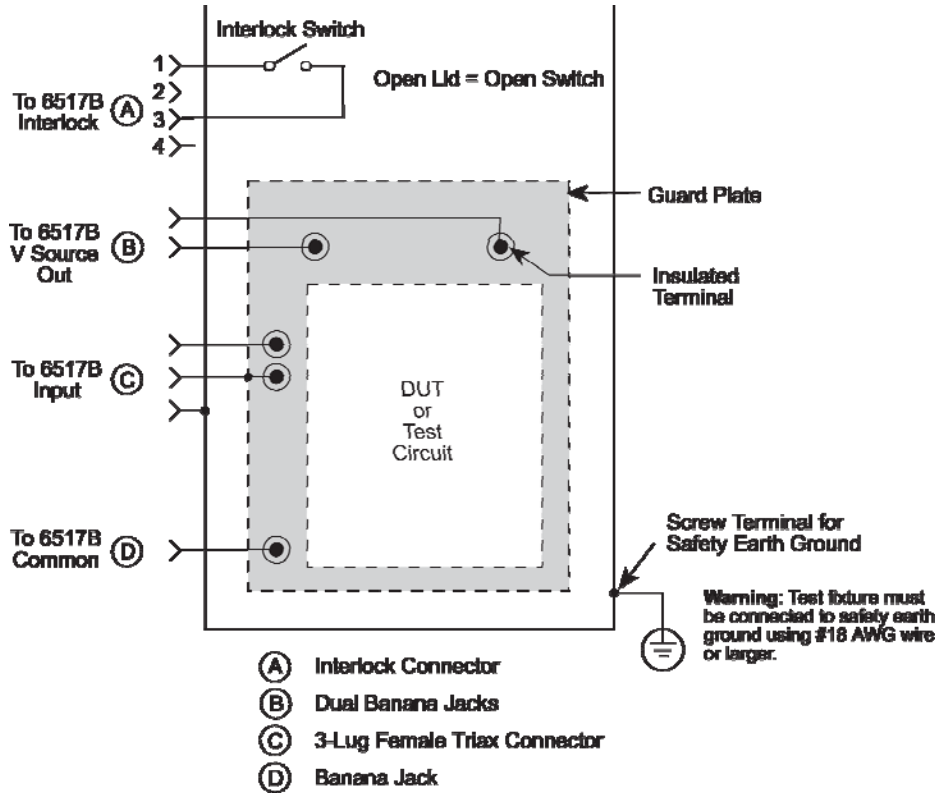 Interlock Switch
1
2
3
4
To 6517B
Interlock
A
Open Lid = Open Switch
Guard Plate
To 6517B
V Source
Out
B
Insulated
Terminal
To 6517B
Input
C
DUT
or
Test
Circuit
To 6517B
Common
D
Screw Terminal for
Safety Earth Ground
Warning: Test fixture must
be connected to safety earth
ground using #18 AWG wire
or larger.
A Interlock Connector
B Dual Banana Jacks
C 3-Lug Female Triax Connector
D Banana Jack